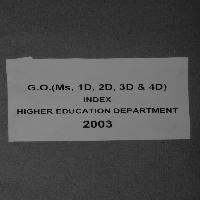 G.O.(Ms, 1D, 2D, 3D & 4D)
INDEX
HIGHER EDUCATION DEPARTMENT
2003